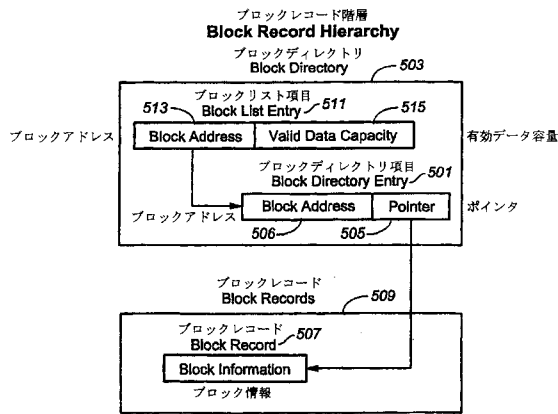 ブロックレコード階層
Block Record Hierarchy
ブロックディレクトリ
Block Directory
503
ブロックリスト項目
513
Block List Entry
511
515
ブロックアドレス
Block Address
Valid Data Capacity
有効データ容量
ブロックディレクトリ項目
Block Directory Entry
501
ブロックアドレス
Block Address
Pointer
ポインタ
506
505
ブロックレコード
Block Records
509
ブロックレコード
Block Record
507
Block Information
ブロック情報